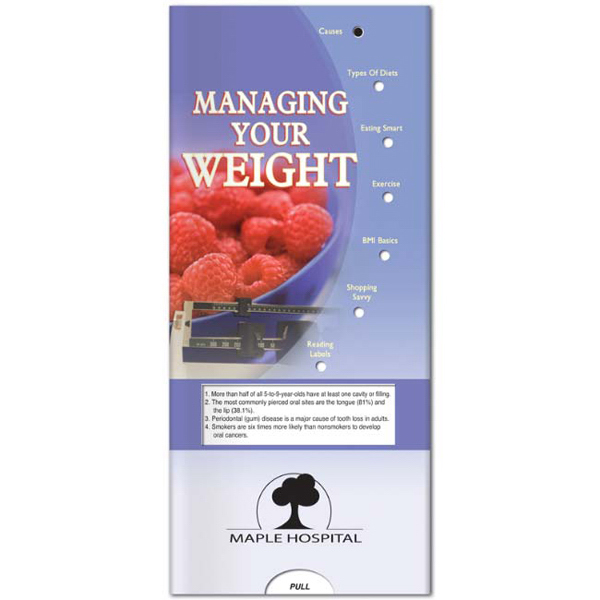 Causes
Types Of Diets
MANAGING
YOUR
WEIGHT
Eating Smart
Exercise
BMI Basics
Shopping
Savvy
Reading
Labels
1. More than half of all 5-to-9-year-olds have at least one cavity or filling.
2. The most commonly pierced oral sites are the tongue (81%) and
the lip (38.1%).
3. Periodontal (gum) disease is a major cause of tooth loss in adults.
4. Smokers are six times more likely than nonsmokers to develop
oral cancers.
MAPLE HOSPITAL
PULL